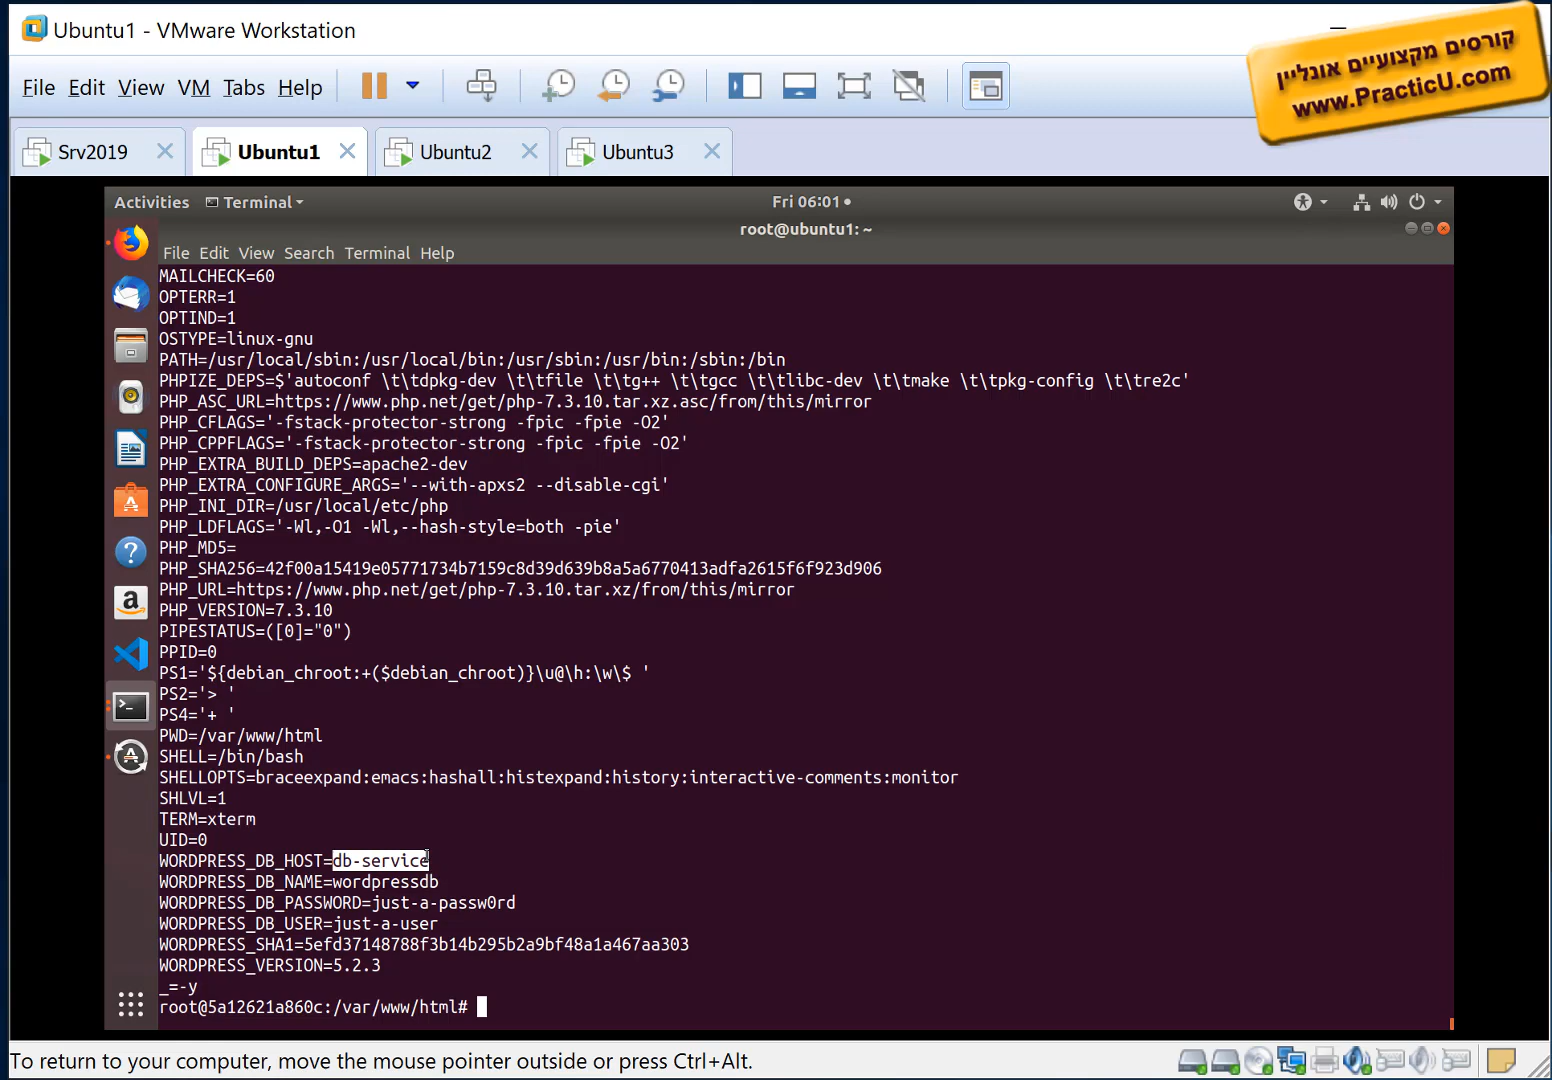 Ubuntu1 - VMware Workstation
File Edit View VM Tabs Help
קורסים מקצועיים אונליין
www.PracticU.com
Srv2019 Ubuntu1 Ubuntu2 Ubuntu3
Activities Terminal Fri 06:01
root@ubuntu1: ~
File Edit View Search Terminal Help
MAILCHECK=60
OPTERR=1
OPTIND=1
OSTYPE=linux-gnu
PATH=/usr/local/sbin:/usr/local/bin:/usr/sbin:/usr/bin:/sbin:/bin
PHPIZE_DEPS=$'autoconf \t\tdpkg-dev \t\tfile \t\tg++ \t\tgcc \t\tlibc-dev \t\tmake \t\tpkg-config \t\tre2c'
PHP_ASC_URL=https://www.php.net/get/php-7.3.10.tar.xz.asc/from/this/mirror
PHP_CFLAGS='-fstack-protector-strong -fpic -fpie -O2'
PHP_CPPFLAGS='-fstack-protector-strong -fpic -fpie -O2'
PHP_EXTRA_BUILD_DEPS=apache2-dev
PHP_EXTRA_CONFIGURE_ARGS='--with-apxs2 --disable-cgi'
PHP_INI_DIR=/usr/local/etc/php
PHP_LDFLAGS='-Wl,-O1 -Wl,--hash-style=both -pie'
PHP_MD5=
PHP_SHA256=42f00a15419e05771734b7159c8d39d639b8a5a6770413adfa2615f6f923d906
PHP_URL=https://www.php.net/get/php-7.3.10.tar.xz/from/this/mirror
PHP_VERSION=7.3.10
PIPESTATUS=([0]="0")
PPID=0
PS1='${debian_chroot:+($debian_chroot)}\u@\h:\w\$ '
PS2='> '
PS4='+ '
PWD=/var/www/html
SHELL=/bin/bash
SHELLOPTS=braceexpand:emacs:hashall:histexpand:history:interactive-comments:monitor
SHLVL=1
TERM=xterm
UID=0
WORDPRESS_DB_HOST=db-service
WORDPRESS_DB_NAME=wordpressdb
WORDPRESS_DB_PASSWORD=just-a-passw0rd
WORDPRESS_DB_USER=just-a-user
WORDPRESS_SHA1=5efd37148788f3b14b295b2a9bf48a1a467aa303
WORDPRESS_VERSION=5.2.3
_=-y
root@5a12621a860c:/var/www/html#
To return to your computer, move the mouse pointer outside or press Ctrl+Alt.